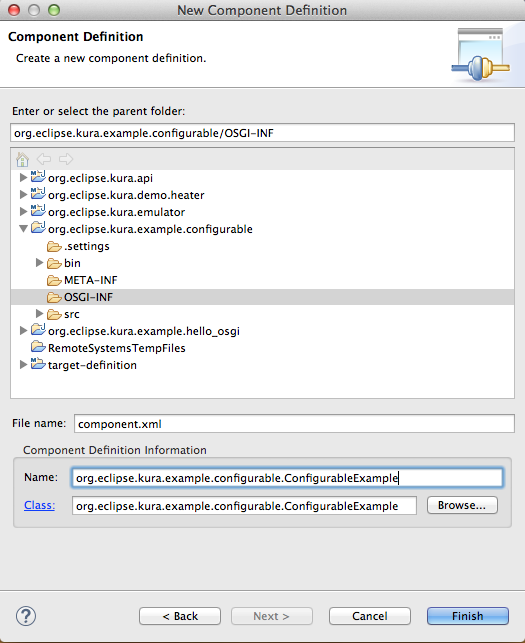 New Component Definition
Component Definition
Create a new component definition.
Enter or select the parent folder:
org.eclipse.kura.example.configurable/OSGI-INF
org.eclipse.kura.api
org.eclipse.kura.demo.heater
org.eclipse.kura.emulator
org.eclipse.kura.example.configurable
.settings
bin
META-INF
OSGI-INF
src
org.eclipse.kura.example.hello_osgi
RemoteSystemsTempFiles
target-definition
File name: component.xml
Component Definition Information
Name: org.eclipse.kura.example.configurable.ConfigurableExample
Class: org.eclipse.kura.example.configurable.ConfigurableExample Browse...
? < Back Next > Cancel Finish